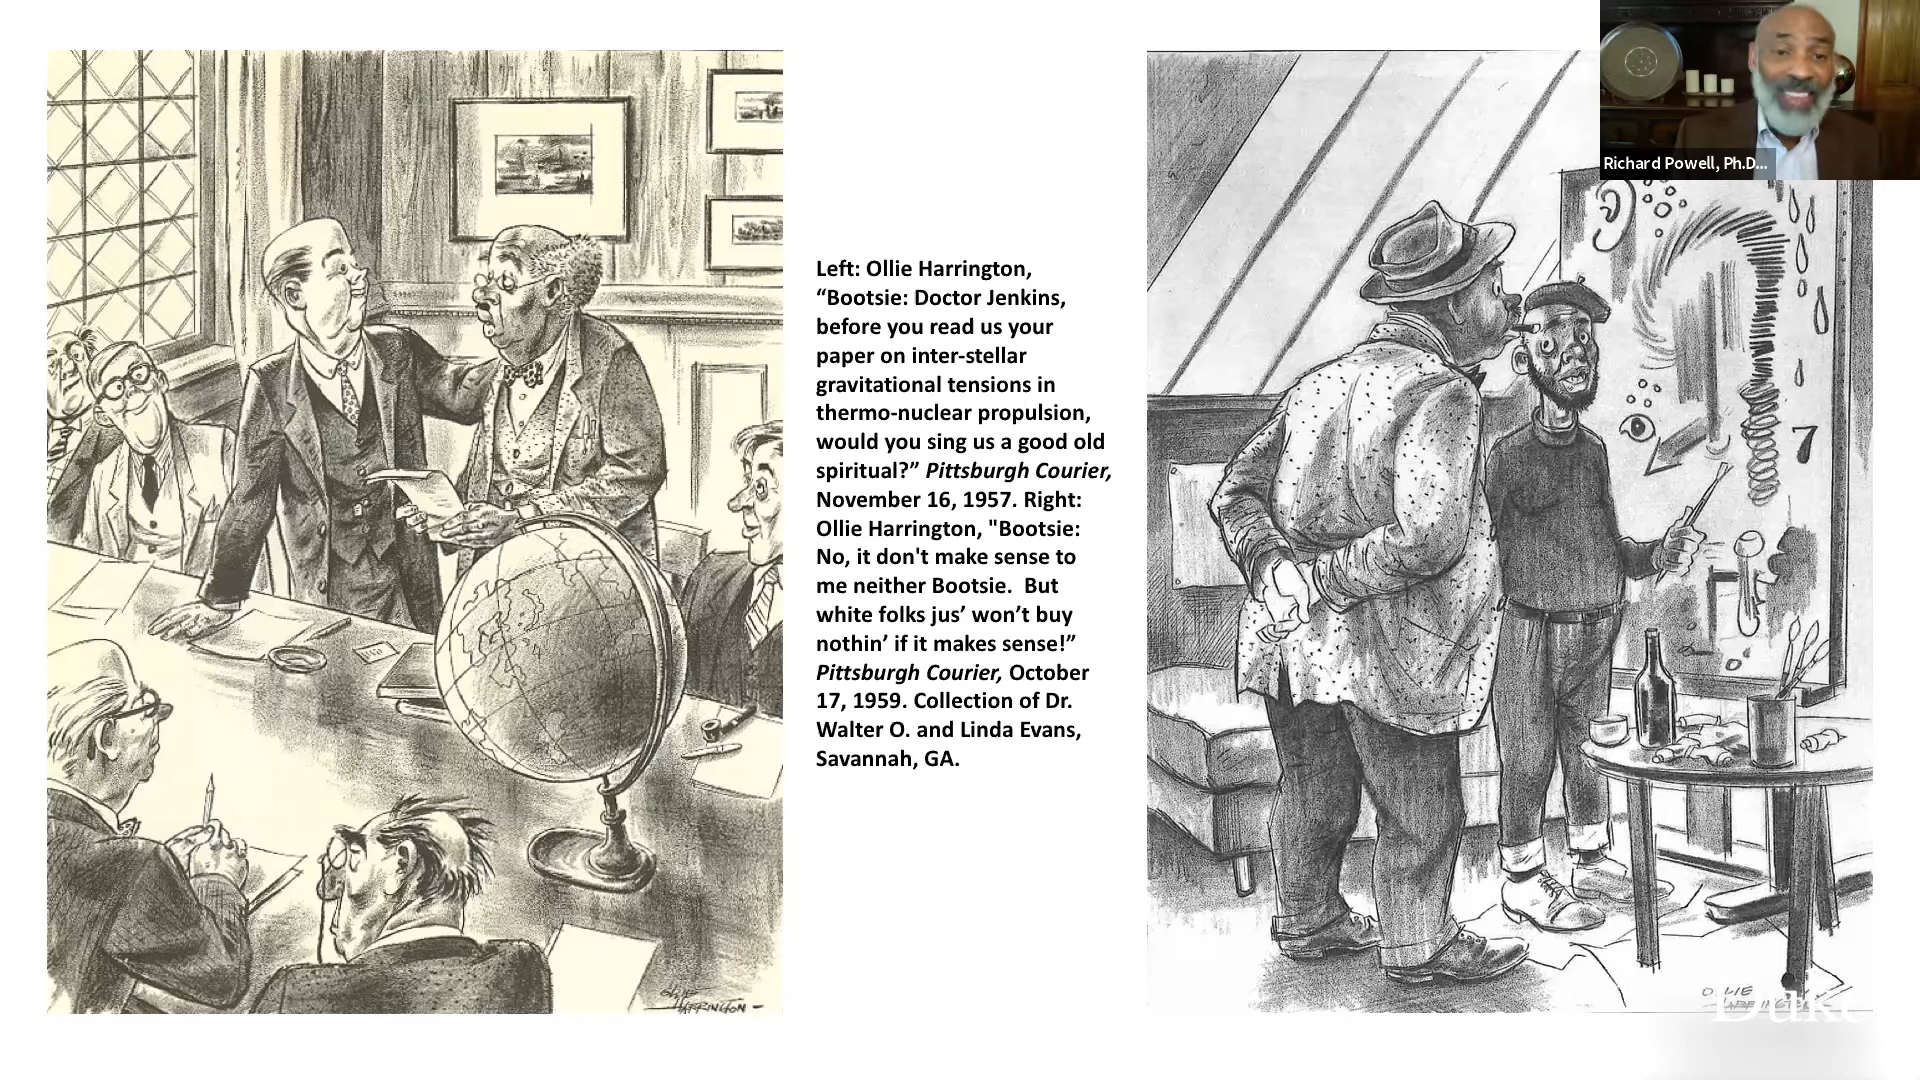 Richard Powell, Ph.D...
Left: Ollie Harrington,
“Bootsie: Doctor Jenkins,
before you read us your
paper on inter-stellar
gravitational tensions in
thermo-nuclear propulsion,
would you sing us a good old
spiritual?” Pittsburgh Courier,
November 16, 1957. Right:
Ollie Harrington, "Bootsie:
No, it don't make sense to
me neither Bootsie.  But
white folks jus’ won’t buy
nothin’ if it makes sense!”
Pittsburgh Courier, October
17, 1959. Collection of Dr.
Walter O. and Linda Evans,
Savannah, GA.
7
OLLIE
HARRINGTON
OLLIE
HARRINGTON
Duke